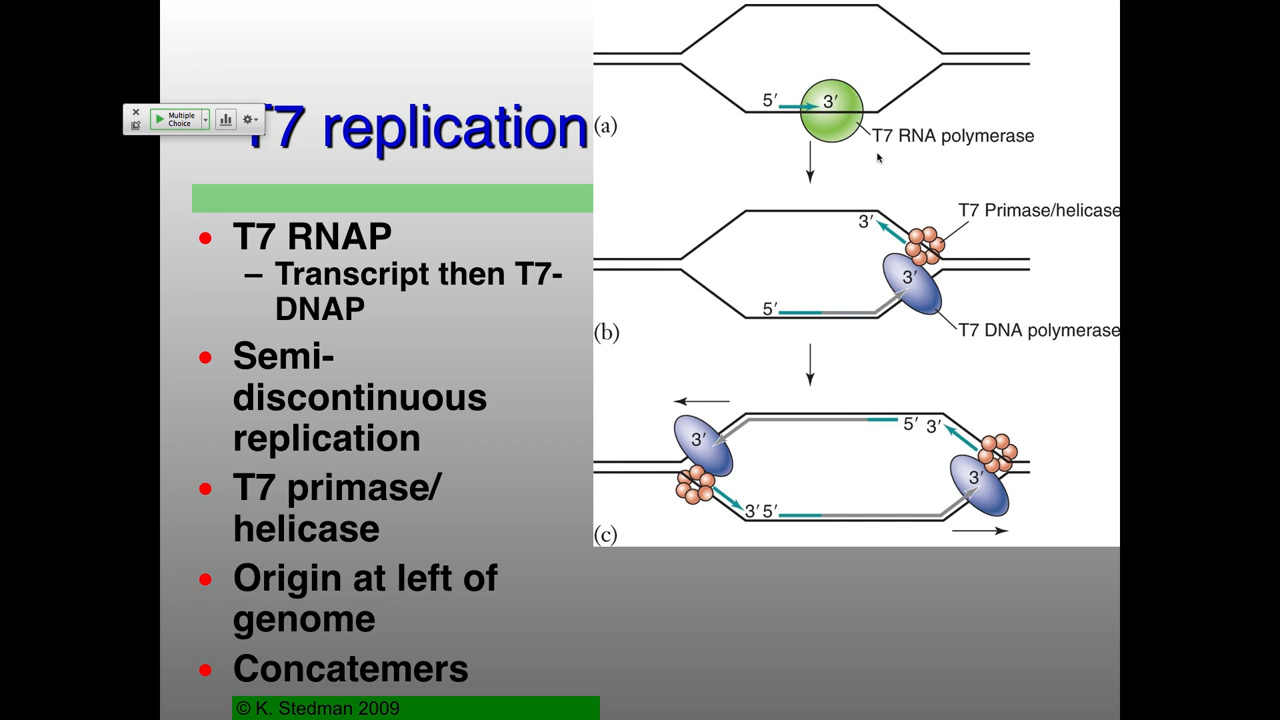 Multiple
Choice
T7 replication
• T7 RNAP
– Transcript then T7-
DNAP
• Semi-
discontinuous
replication
• T7 primase/
helicase
• Origin at left of
genome
• Concatemers
© K. Stedman 2009
5′ 3′
T7 RNA polymerase
(a)
T7 Primase/helicase
3′
3′
5′
T7 DNA polymerase
(b)
5′ 3′
3′
3′
3′ 5′
(c)